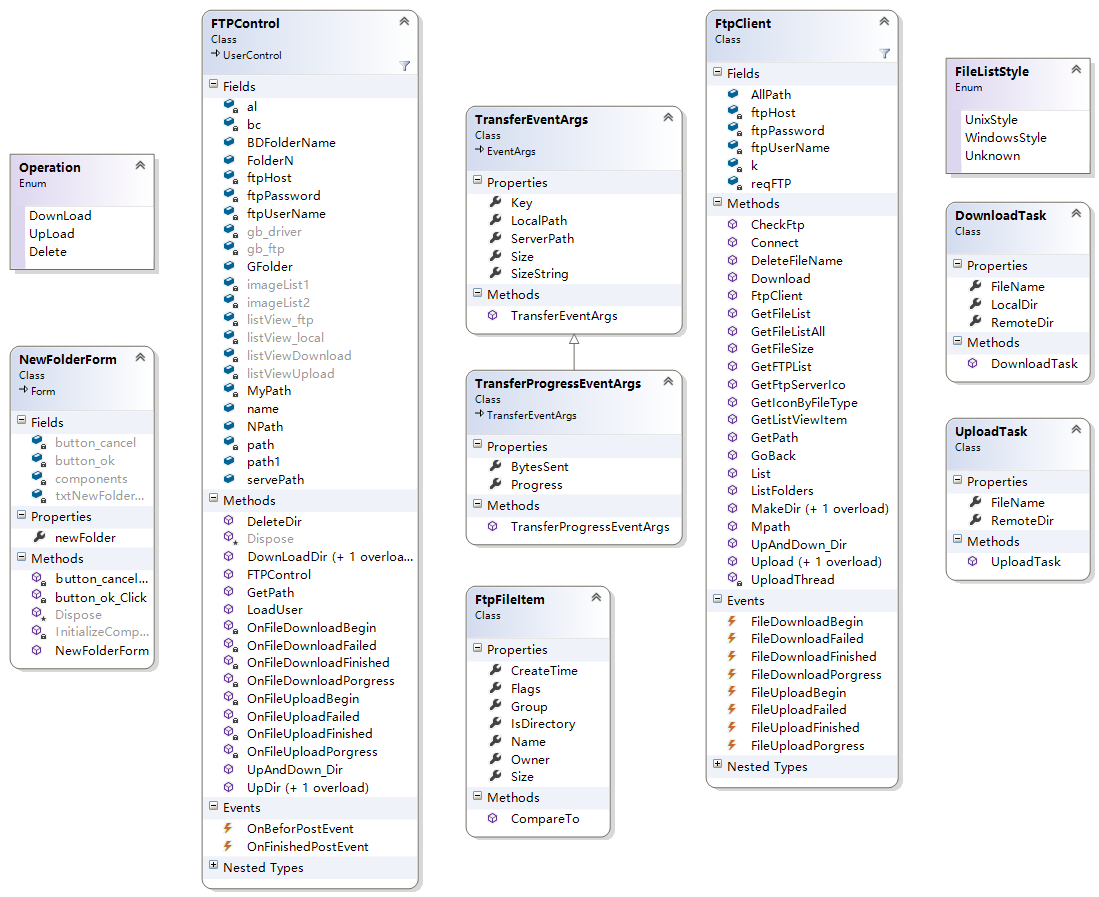 Operation
Enum
DownLoad
UpLoad
Delete
NewFolderForm
Class
Form
Fields
button_cancel
button_ok
components
txtNewFolder...
Properties
newFolder
Methods
button_cancel...
button_ok_Click
Dispose
InitializeComp...
NewFolderForm
FTPControl
Class
UserControl
Fields
al
bc
BDFolderName
FolderN
ftpHost
ftpPassword
ftpUserName
gb_driver
gb_ftp
GFolder
imageList1
imageList2
listView_ftp
listView_local
listViewDownload
listViewUpload
MyPath
name
NPath
path
path1
servePath
Methods
DeleteDir
Dispose
DownLoadDir (+ 1 overloa...
FTPControl
GetPath
LoadUser
OnFileDownloadBegin
OnFileDownloadFailed
OnFileDownloadFinished
OnFileDownloadPorgress
OnFileUploadBegin
OnFileUploadFailed
OnFileUploadFinished
OnFileUploadPorgress
UpAndDown_Dir
UpDir (+ 1 overload)
Events
OnBeforPostEvent
OnFinishedPostEvent
Nested Types
TransferEventArgs
Class
EventArgs
Properties
Key
LocalPath
ServerPath
Size
SizeString
Methods
TransferEventArgs
TransferProgressEventArgs
Class
TransferEventArgs
Properties
BytesSent
Progress
Methods
TransferProgressEventArgs
FtpFileItem
Class
Properties
CreateTime
Flags
Group
IsDirectory
Name
Owner
Size
Methods
CompareTo
FtpClient
Class
Fields
AllPath
ftpHost
ftpPassword
ftpUserName
k
reqFTP
Methods
CheckFtp
Connect
DeleteFileName
Download
FtpClient
GetFileList
GetFileListAll
GetFileSize
GetFTPList
GetFtpServerIco
GetIconByFileType
GetListViewItem
GetPath
GoBack
List
ListFolders
MakeDir (+ 1 overload)
Mpath
UpAndDown_Dir
Upload (+ 1 overload)
UploadThread
Events
FileDownloadBegin
FileDownloadFailed
FileDownloadFinished
FileDownloadPorgress
FileUploadBegin
FileUploadFailed
FileUploadFinished
FileUploadPorgress
Nested Types
FileListStyle
Enum
UnixStyle
WindowsStyle
Unknown
DownloadTask
Class
Properties
FileName
LocalDir
RemoteDir
Methods
DownloadTask
UploadTask
Class
Properties
FileName
RemoteDir
Methods
UploadTask